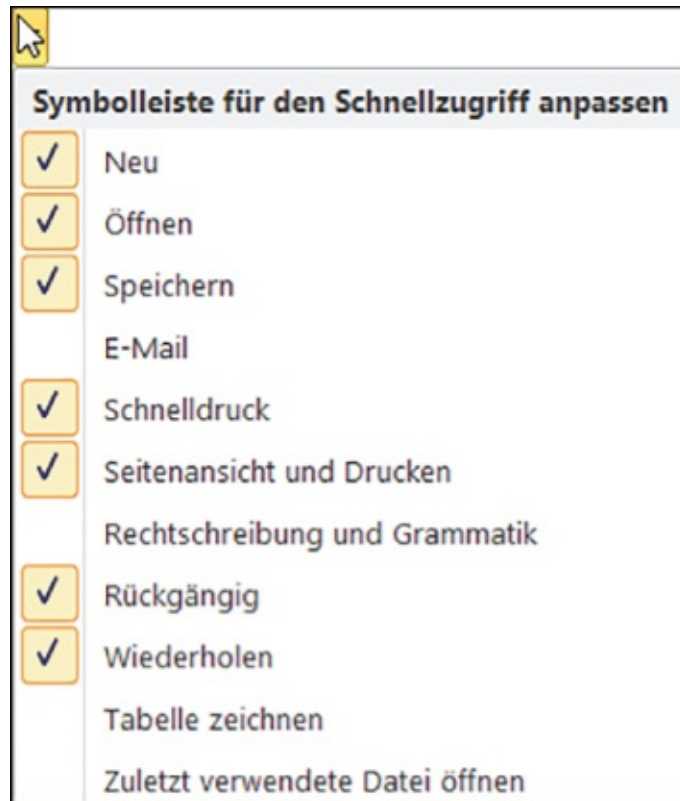 Symbolleiste für den Schnellzugriff anpassen
Neu
Öffnen
Speichern
E-Mail
Schnelldruck
Seitenansicht und Drucken
Rechtschreibung und Grammatik
Rückgängig
Wiederholen
Tabelle zeichnen
Zuletzt verwendete Datei öffnen